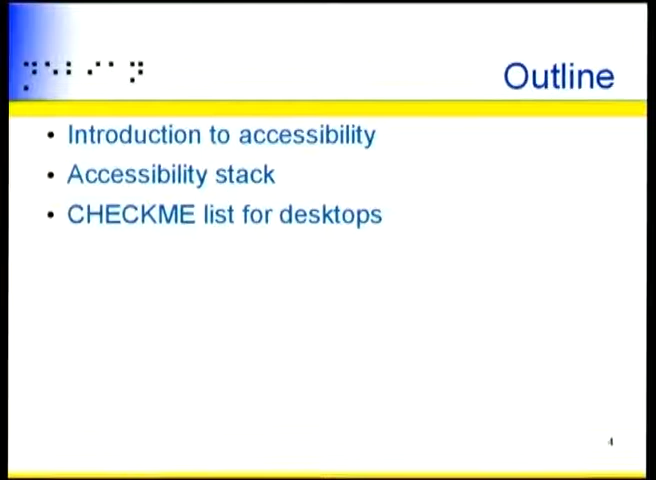 Outline
• Introduction to accessibility
• Accessibility stack
• CHECKME list for desktops
4